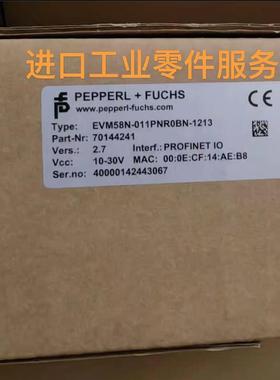 进口工业零件服务
PEPPERL + FUCHS
www.pepperl-fuchs.com
Type: EVM58N-011PNR0BN-1213
Part-Nr: 70144241
Vers.: 2.7 Interf.: PROFINET IO
Vcc: 10-30V MAC: 00:0E:CF:14:AE:B8
Ser.no: 40000142443067